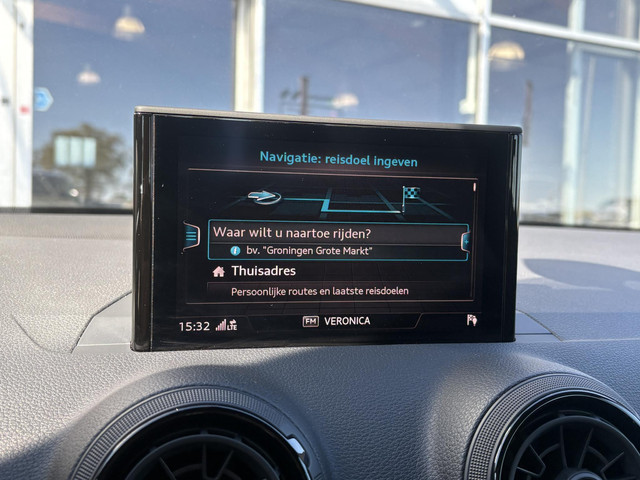 Navigatie: reisdoel ingeven
Waar wilt u naartoe rijden?
bv. "Groningen Grote Markt"
Thuisadres
Persoonlijke routes en laatste reisdoelen
15:32 LTE FM VERONICA